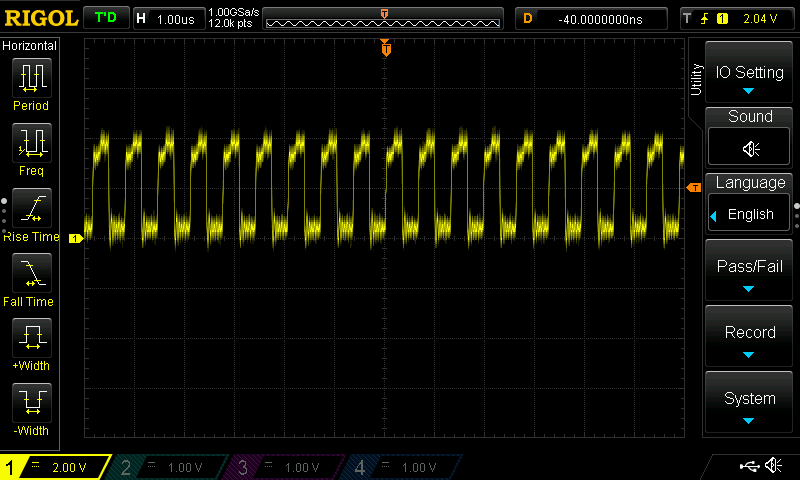 RIGOL T'D H 1.00us 1.00GSa/s 12.0k pts T D -40.0000000ns T 1 2.04 V
Horizontal
Period
Freq
Rise Time
Fall Time
+Width
-Width
T
T
1
Utility
IO Setting
Sound
Language
English
Pass/Fail
Record
System
1 2.00 V 2 1.00 V 3 1.00 V 4 1.00 V